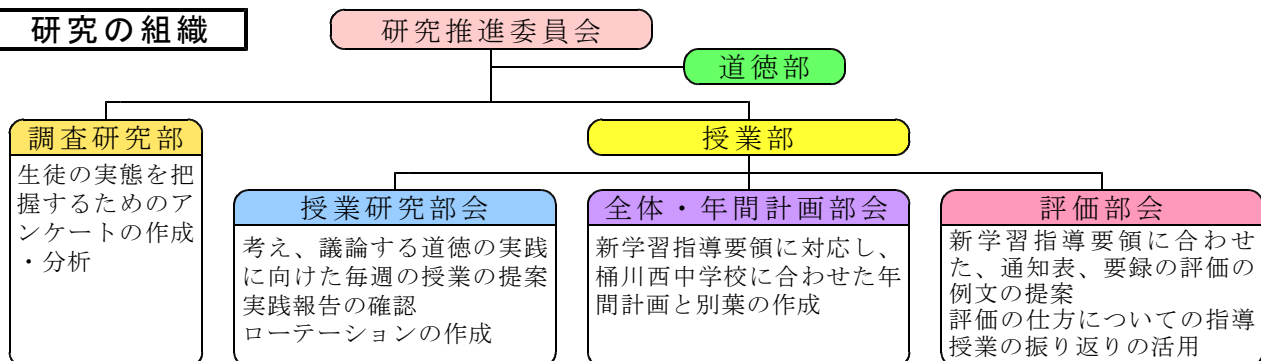 研究の組織
研究推進委員会
道徳部
調査研究部
生徒の実態を把
握するためのア
ンケートの作成
・分析
授業部
授業研究部会
考え、議論する道徳の実践
に向けた毎週の授業の提案
実践報告の確認
ローテーションの作成
全体・年間計画部会
新学習指導要領に対応し、
桶川西中学校に合わせた年
間計画と別葉の作成
評価部会
新学習指導要領に合わせ
た、通知表、要録の評価の
例文の提案
評価の仕方についての指導
授業の振り返りの活用